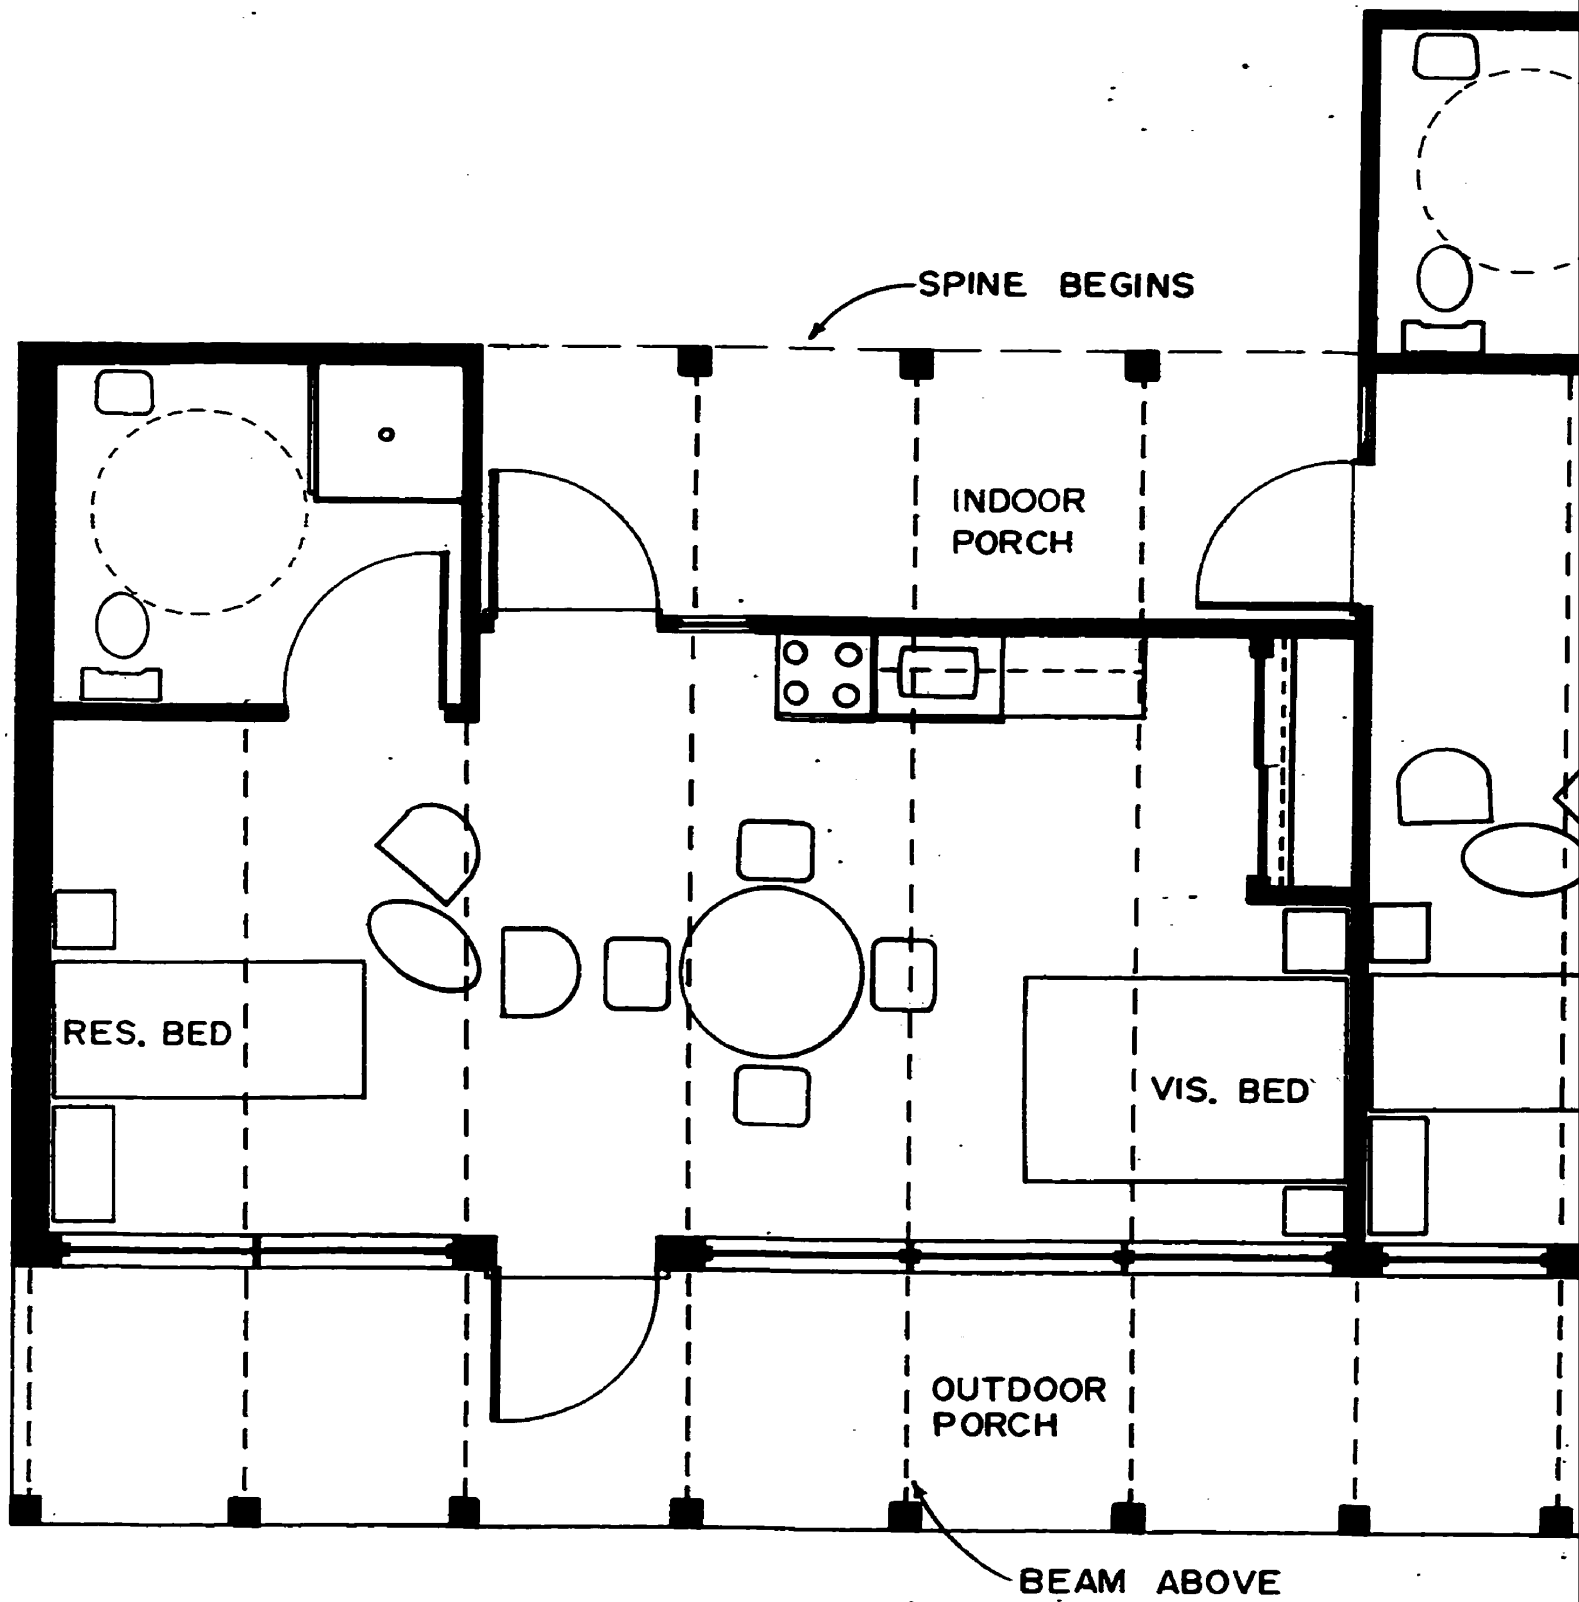 SPINE BEGINS
INDOOR
PORCH
RES. BED
VIS. BED
OUTDOOR
PORCH
BEAM ABOVE